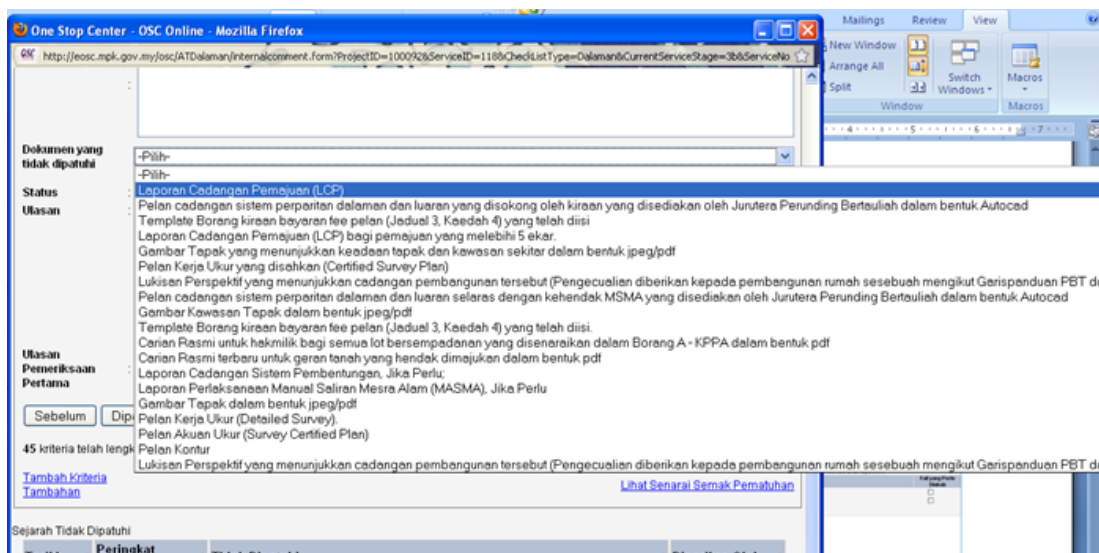 One Stop Center - OSC Online - Mozilla Firefox
OSC http://eosc.mpk.gov.my/josc/ATDalaman/internalcomment.form?ProjectID=100092&ServiceID=118&CheckListType=Dalaman&CurrentServiceStage=3b&ServiceNo
Mailings Review View
New Window
Arrange All
Split
Switch Windows
Macros
Window Macros
Dokumen yang tidak dipatuhi
-Pilih-
-Pilih-
Status :
Laporan Cadangan Pemajuan (LCP)
Ulasan :
Pelan cadangan sistem perparitan dalaman dan luaran yang disokong oleh kiraan yang disediakan oleh Jurutera Perunding Bertauliah dalam bentuk Autocad
Template Borang kiraan bayaran fee pelan (Jadual 3, Kaedah 4) yang telah diisi
Laporan Cadangan Pemajuan (LCP) bagi pemajuan yang melebihi 5 ekar.
Gambar Tapak yang menunjukkan keadaan tapak dan kawasan sekitar dalam bentuk jpeg/pdf
Pelan Kerja Ukur yang disahkan (Certified Survey Plan)
Lukisan Perspektif yang menunjukkan cadangan pembangunan tersebut (Pengecualian diberikan kepada pembangunan rumah sesebuah mengikut Garispanduan PBT
Pelan cadangan sistem perparitan dalaman dan luaran selaras dengan kehendak MSMA yang disediakan oleh Jurutera Perunding Bertauliah dalam bentuk Autocad
Gambar Kawasan Tapak dalam bentuk jpeg/pdf
Template Borang kiraan bayaran fee pelan (Jadual 3, Kaedah 4) yang telah diisi.
Carian Rasmi untuk hakmilik bagi semua lot bersempadanan yang disenaraikan dalam Borang A - KPPA dalam bentuk pdf
Carian Rasmi terbaru untuk geran tanah yang hendak dimajukan dalam bentuk pdf
Laporan Cadangan Sistem Pembentungan, Jika Perlu;
Laporan Perlaksanaan Manual Saliran Mesra Alam (MASMA), Jika Perlu
Gambar Tapak dalam bentuk jpeg/pdf
Pelan Kerja Ukur (Detailed Survey).
Pelan Akuan Ukur (Survey Certified Plan)
Pelan Kontur
Lukisan Perspektif yang menunjukkan cadangan pembangunan tersebut (Pengecualian diberikan kepada pembangunan rumah sesebuah mengikut Garispanduan PBT
Ulasan Pemeriksaan Pertama :
Sebelum
45 kriteria telah
Tambah Kriteria Tambahan
Lihat Senarai Semak Pematuhan
Sejarah Tidak Dipatuhi
Peringkat